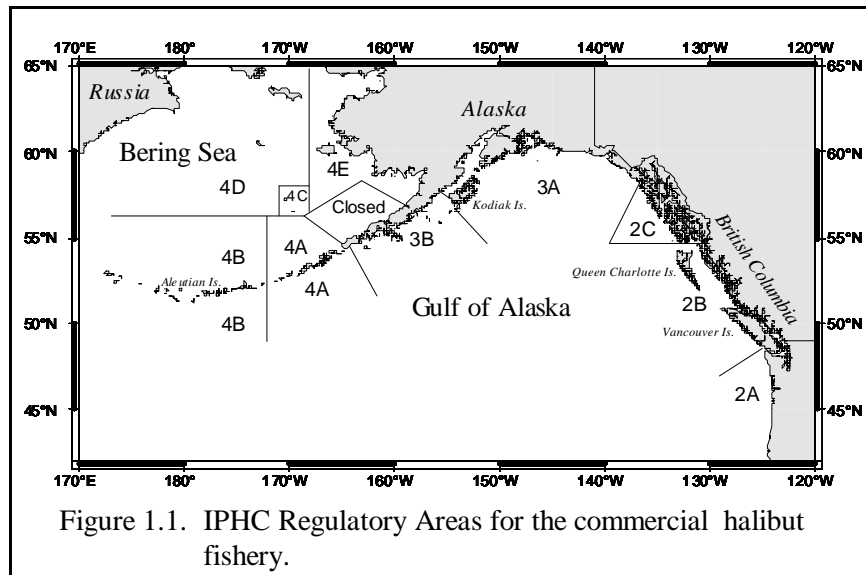 170°E 180° 170°W 160°W 150°W 140°W 130°W 120°W
65°N 65°N
Russia
Alaska
60°N 60°N
Bering Sea
4E
4D
4C
3A
Closed
Kodiak Is.
55°N 55°N
3B
2C
British Columbia
4B
4A
Queen Charlotte Is.
Aleutian Is.
4A
Gulf of Alaska
2B
50°N 50°N
4B
Vancouver Is.
2A
45°N 45°N
170°E 180° 170°W 160°W 150°W 140°W 130°W 120°W
Figure 1.1. IPHC Regulatory Areas for the commercial halibut
fishery.